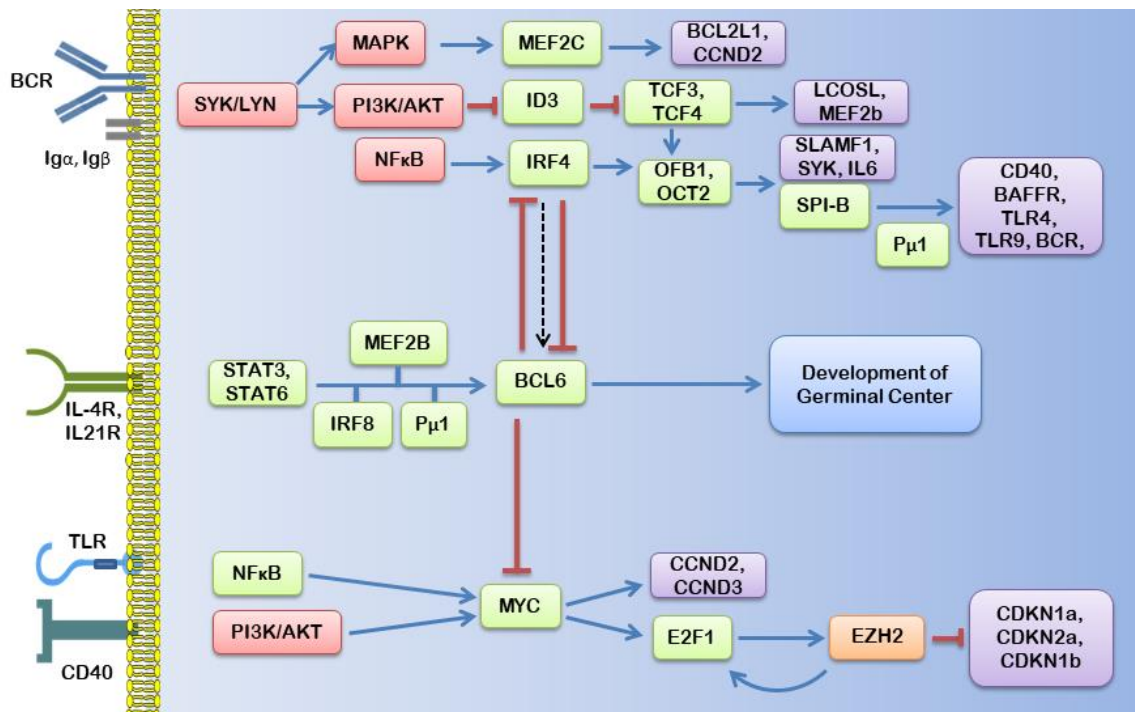 BCR
Igα, Igβ
SYK/LYN
MAPK
MEF2C
BCL2L1,
CCND2
PI3K/AKT
ID3
TCF3,
TCF4
LCOSL,
MEF2b
NFκB
IRF4
OFB1,
OCT2
SLAMF1,
SYK, IL6
SPI-B
Pμ1
CD40,
BAFFR,
TLR4,
TLR9, BCR,
IL-4R,
IL21R
STAT3,
STAT6
MEF2B
IRF8
Pμ1
BCL6
Development of
Germinal Center
TLR
CD40
NFκB
PI3K/AKT
MYC
CCND2,
CCND3
E2F1
EZH2
CDKN1a,
CDKN2a,
CDKN1b